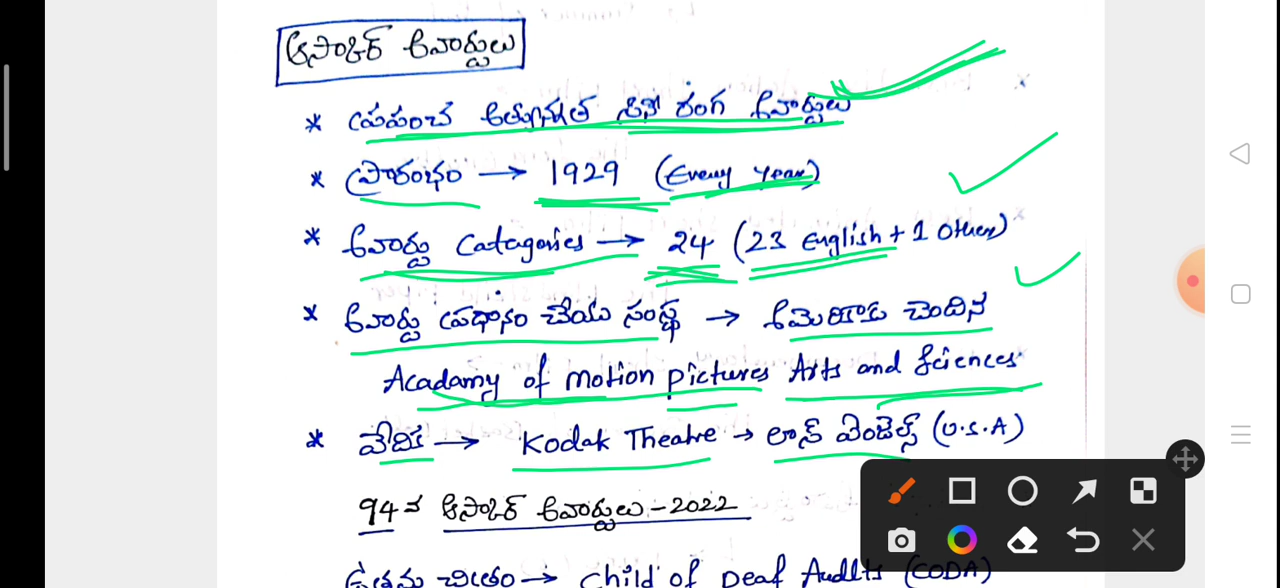 ఆస్కార్ అవార్డులు
* ప్రపంచ అత్యున్నత సినీ రంగ అవార్డులు
* ప్రారంభం → 1929 (Every Year)
* అవార్డు Catagories → 24 (23 English + 1 Other)
* అవార్డు ప్రధానం చేయు సంస్థ → అమెరికాకు చెందిన
Acadamy of motion pictures Arts and Sciences
* వేదిక → Kodak Theatre → లాస్ ఏంజెల్స్ (U.S.A)
94వ ఆస్కార్ అవార్డులు - 2022
ఉత్తమ చిత్రం → Child of Deaf Audlts (CODA)